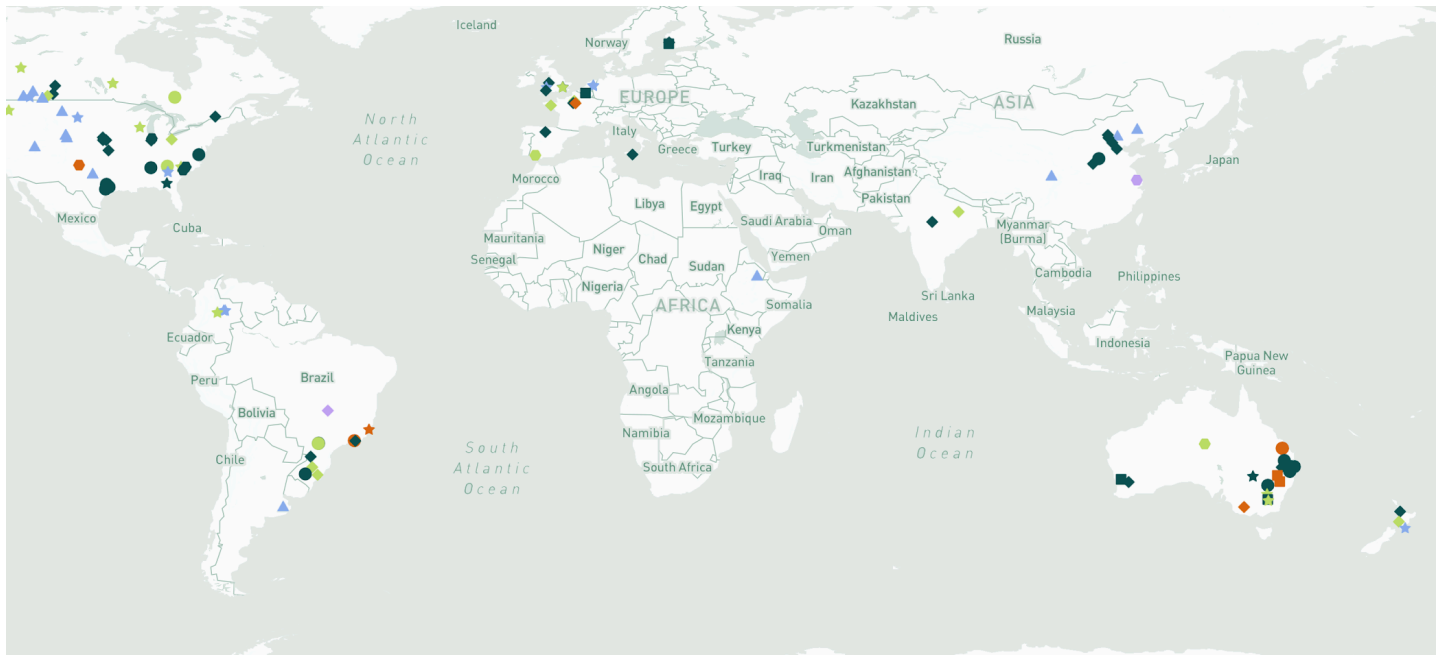 Iceland
Norway
Russia
EUROPE
ASIA
Kazakhstan
North
Atlantic
Ocean
Italy
Greece
Turkey
Turkmenistan
Japan
Morocco
Iraq
Iran
Afghanistan
Pakistan
Mexico
Cuba
Libya
Egypt
Saudi Arabia
Oman
Myanmar
(Burma)
Mauritania
Niger
Chad
Sudan
Yemen
Senegal
Nigeria
Cambodia
Philippines
AFRICA
Somalia
Sri Lanka
Maldives
Malaysia
Ecuador
Kenya
Indonesia
Tanzania
Papua New
Guinea
Peru
Brazil
Angola
Bolivia
Mozambique
Namibia
Indian
Ocean
South
Atlantic
Ocean
Chile
South Africa